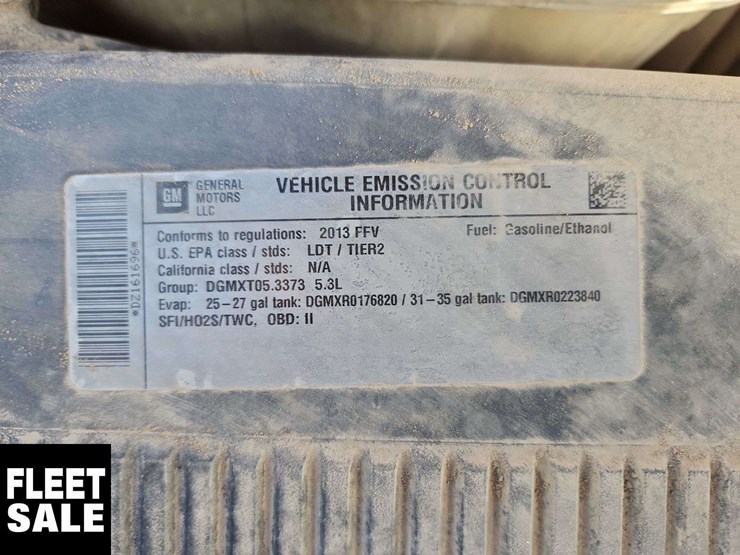 GM
GENERAL
MOTORS
LLC
VEHICLE EMISSION CONTROL
INFORMATION
Conforms to regulations: 2013 FFV
Fuel: Gasoline/Ethanol
U.S. EPA class / stds: LDT / TIER2
California class / stds: N/A
Group: DGMXT05.3373 5.3L
Evap: 25-27 gal tank: DGMXR0176820 / 31-35 gal tank: DGMXR0223840
SFI/HO2S/TWC, OBD: II
*DZ161696*
FLEET
SALE